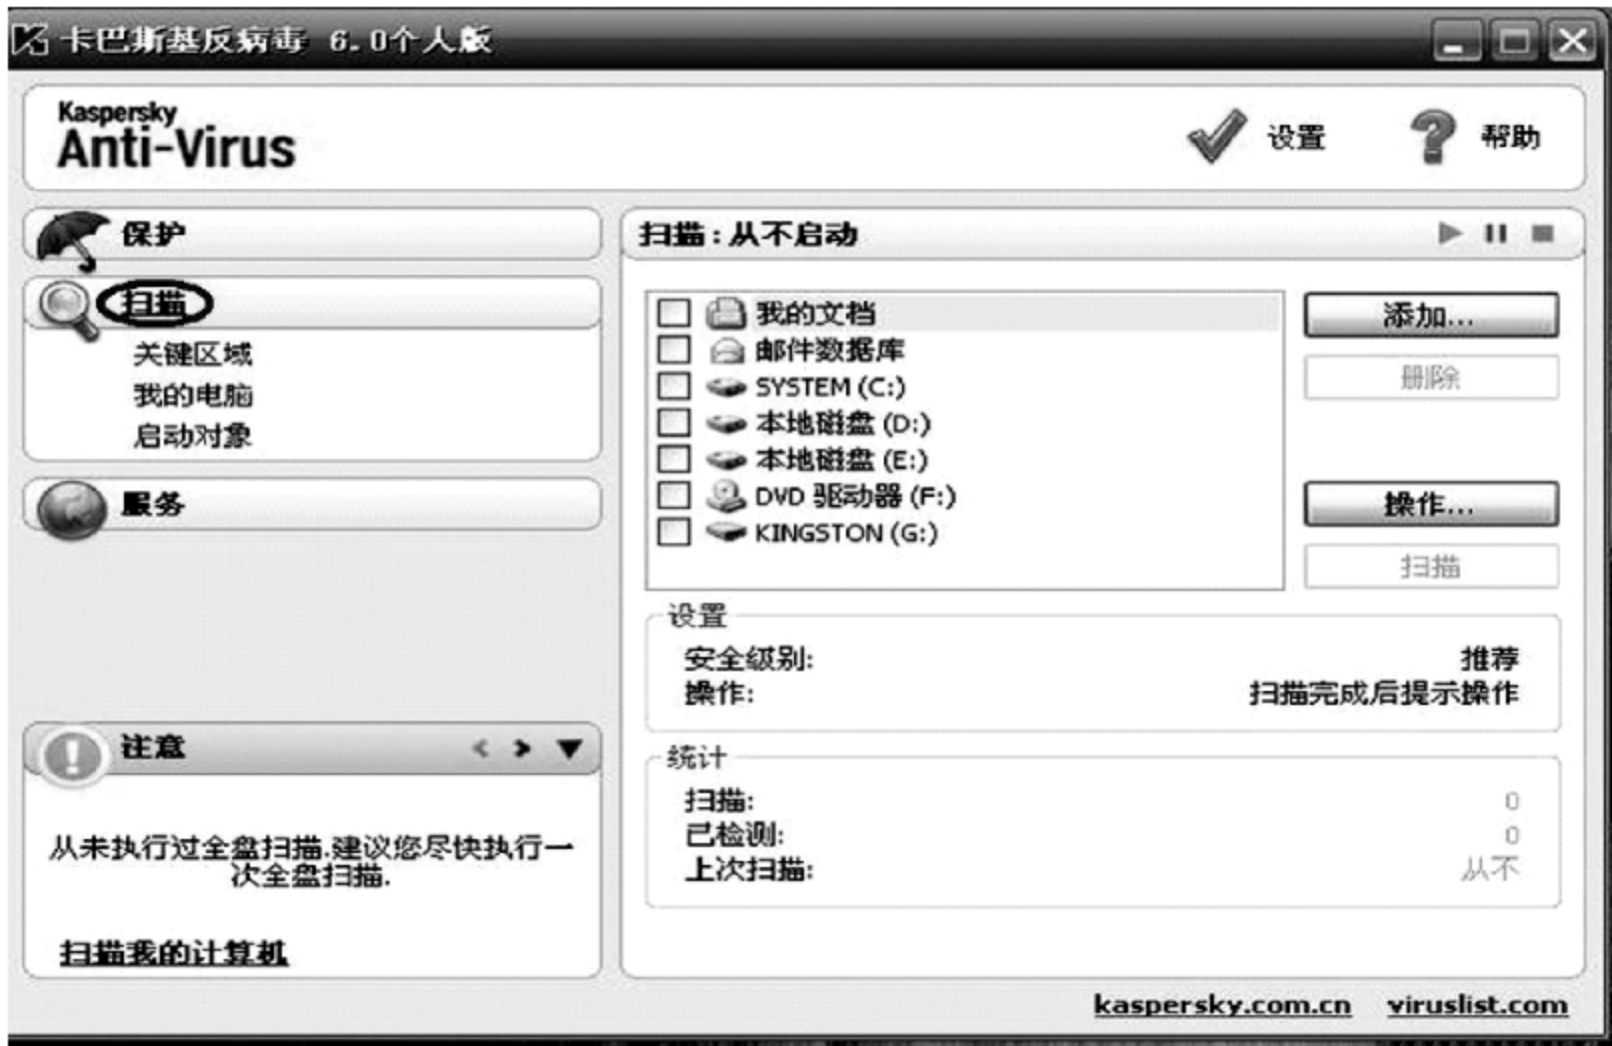 卡巴斯基反病毒 6.0个人版
Kaspersky
Anti-Virus
设置
帮助
保护
扫描
关键区域
我的电脑
启动对象
服务
注意
从未执行过全盘扫描.建议您尽快执行一
次全盘扫描.
扫描我的计算机
扫描:从不启动
我的文档
邮件数据库
SYSTEM (C:)
本地磁盘 (D:)
本地磁盘 (E:)
DVD 驱动器 (F:)
KINGSTON (G:)
添加...
删除
操作...
扫描
设置
安全级别: 推荐
操作: 扫描完成后提示操作
统计
扫描: 0
已检测: 0
上次扫描: 从不
kaspersky.com.cn viruslist.com